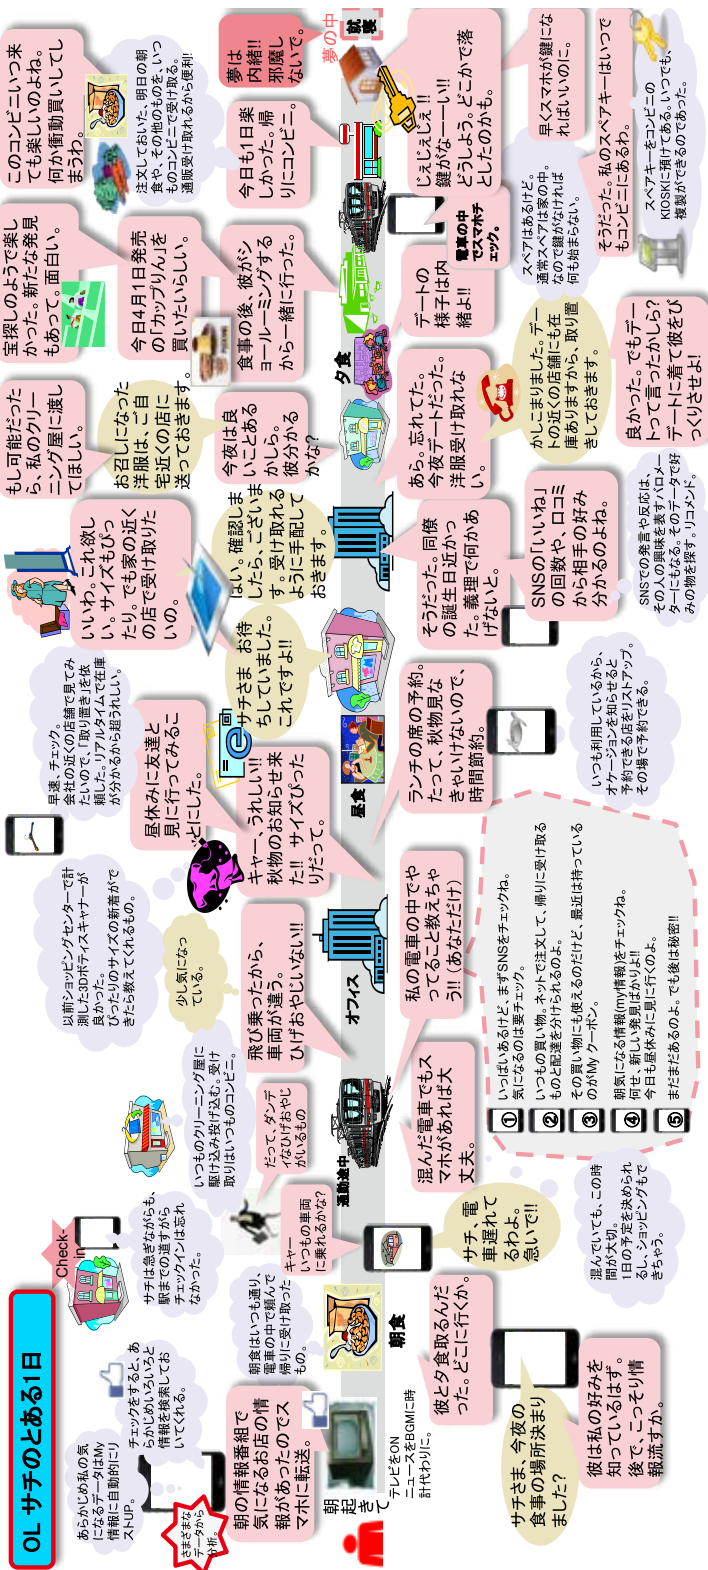 OL サチのとある1日
あらかじめ私の気
になるデータはMy
情報に自動的にリ
ストUP。
チェックをすると、あ
らかじめいろいろと
情報を検索してお
いてくれる。
さまざまな
データから
分析。
朝の情報番組で
気になるお店の情
報があったのでス
マホに転送。
朝
起
き
て
テレビをON
ニュースをBGMに時
計代わりに。
Check-
in
サチは急ぎながらも、
駅までの道すがら
チェックインは忘れ
なかった。
朝食はいつも通り、
電車の中で頼んで
帰りに受け取った
もの。
朝食
彼と夕食取るんだ
った。どこに行くか。
サチさま、今夜の
食事の場所決まり
ました?
彼は私の好みを
知っているはず。
後で、こっそり情
報流すか。
キャー
いつもの車両
に乗れるかな?
だって、ダンデ
ィなひげおやじ
がいるもの
いつものクリーニング屋に
駆け込み投げ込む。受け
取りはいつものコンビニ。
サチ、電
車遅れて
るわよ。
急いで!!
通勤途中
混んだ電車でもス
マホがあれば大
丈夫。
混んでいても、この時
間が大切。
1日の予定を決められ
るし、ショッピングもで
きちゃう。
飛び乗ったから、
車両が違う。
ひげおやじいない!!
少し気になっ
ている。
私の電車の中でや
ってること教えちゃ
う!!(あなただけ)
① いっぱいあるけど、まずSNSをチェックね。
気になるのは要チェック。
② いつもの買い物。ネットで注文して、帰りに受け取る
ものと配達を分けられるのよ。
③ その買い物にも使えるのだけど、最近は持っている
のがMy クーポン。
④ 朝気になる情報(my情報)をチェックね。
何せ、新しい発見ばかりよ!!
今日も昼休みに見に行くのよ。
⑤ まだまだあるのよ。でも後は秘密!!
オフィス
以前ショッピングセンターで計
測した3Dボディスキャナーが
良かった。
ぴったりのサイズの新着がで
きたら教えてくれるもの。
キャー、うれしい!!
秋物のお知らせ来
た!! サイズぴった
りだって。
昼休みに友達と
見に行ってみるこ
とにした。
早速、チェック。
会社の近くの店舗で見てみ
たいので、「取り置き」を依
頼した。リアルタイムで在庫
が分かるから超うれしい。
昼食
ランチの席の予約。
たって、秋物見な
きゃいけないので、
時間節約。
いつも利用しているから、
オケージョンを知らせると
予約できる店をリストアップ。
その場で予約できる。
サチさま お待
ちしていました。
これですよ!!
いいわ。これ欲し
い。サイズもぴっ
たり。でも家の近く
の店で受け取りた
いの。
はい。確認しま
したら、ございま
す。受け取れる
ように手配して
おきます。
そうだった。同僚
の誕生日近かっ
た。義理で何かあ
げないと。
SNSの「いいね」
の回数や、口コミ
から相手の好み
分かるのよね。
SNSでの発言や反応は、
その人の興味を表すバロメー
ターにもなる。そのデータで好
みの物を探す。リコメンド。
もし可能だった
ら、私のクリー
ニング屋に渡し
てほしい。
お召しになった
洋服は、ご自
宅近くの店に
送っておきます。
今夜は良
いことある
かしら。
彼分かる
かな?
あら。忘れてた。
今夜デートだった。
洋服受け取れな
い。
かしこまりました。デー
トの近くの店舗にも在
庫ありますから、取り置
きしておきます。
良かった。でもデー
トって言ったかしら?
デートに着て彼をび
っくりさせよ!
夕食
宝探しのようで楽し
かった。新たな発見
もあって。面白い。
今日4月1日発売
の「カップりん」を
買いたいらしい。
食事の後、彼がシ
ョールーミングする
から一緒に行った。
デートの
様子は内
緒よ!!
電車の中
でスマホチ
ェック。
スペアはあるけど。
通常スペアは家の中。
なので鍵がなければ
何も始まらない。
このコンビニいつ来
ても楽しいのよね。
何か衝動買いしてし
まうわ。
注文しておいた、明日の朝
食や、その他のものを、いつ
ものコンビニで受け取る。
通販受け取れるから便利!
今日も1日楽
しかった。帰
りにコンビニ。
じぇじぇじぇ!!
鍵がなーーい!!
どうしよう。どこかで落
としたのかも。
早くスマホが鍵にな
ればいいのに。
そうだった。私のスペアキーはいつで
もコンビニにあるわ。
スペアキーをコンビニの
KIOSKに預けてある。いつでも、
複製ができるのであった。
夢は
内緒!!
邪魔し
ないで。
夢の中
就寝